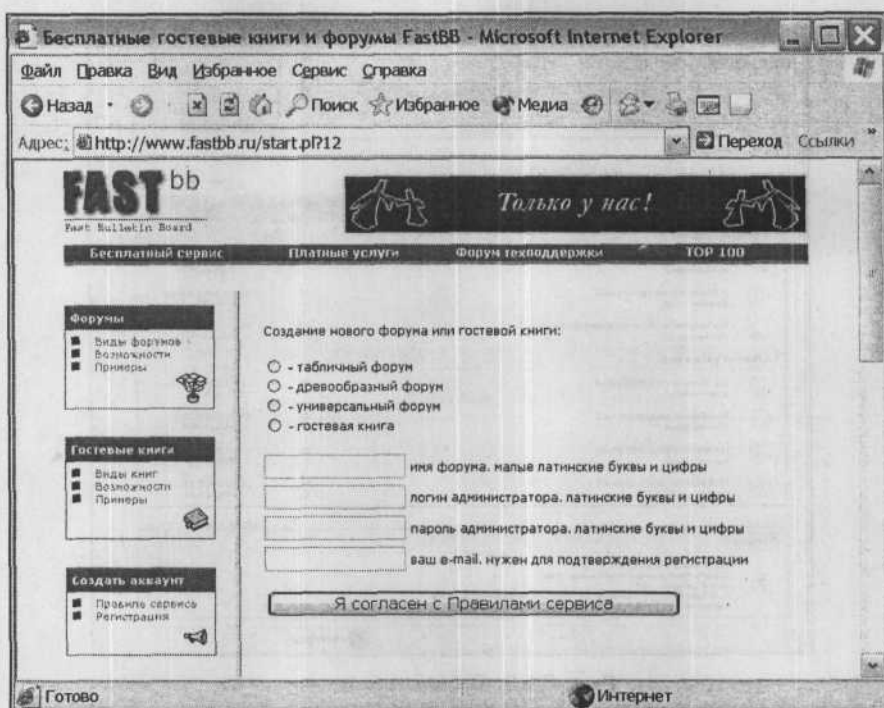 Бесплатные гостевые книги и форумы FastBB - Microsoft Internet Explorer
Файл Правка Вид Избранное Сервис Справка
Назад Поиск Избранное Медиа
Адрес: http://www.fastbb.ru/start.pl?12 Переход Ссылки »
FAST bb
Fast Bulletin Board
Только у нас!
Бесплатный сервис Платные услуги Форум техподдержки TOP 100
Форумы
Виды форумов
Возможности
Примеры
Гостевые книги
Виды книг
Возможности
Примеры
Создать аккаунт
Правила сервиса
Регистрация
Создание нового форума или гостевой книги:
- табличный форум
- древообразный форум
- универсальный форум
- гостевая книга
имя форума. малые латинские буквы и цифры
логин администратора. латинские буквы и цифры
пароль администратора. латинские буквы и цифры
ваш e-mail. нужен для подтверждения регистрации
Я согласен с Правилами сервиса
Готово Интернет